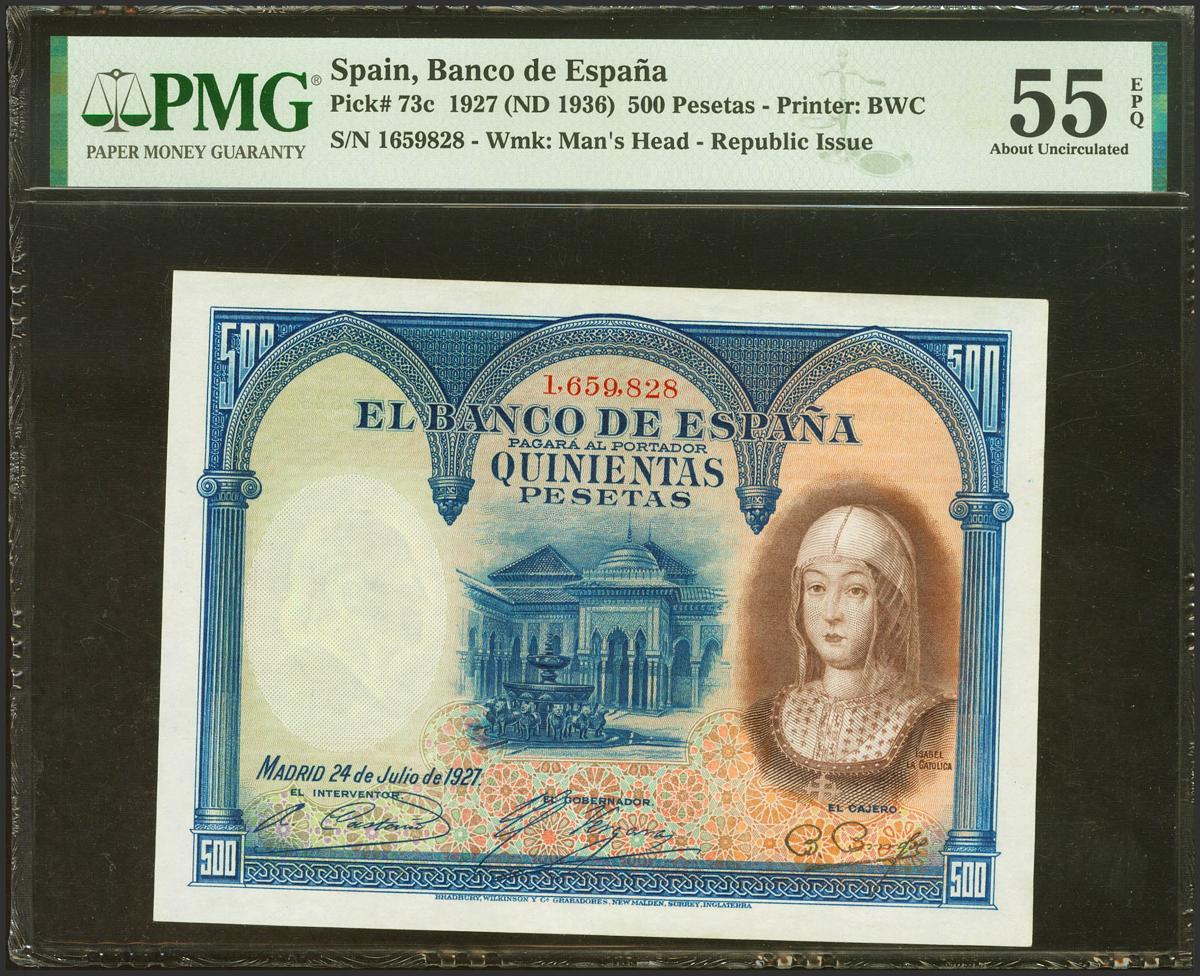 PMG®
PAPER MONEY GUARANTY
Spain, Banco de España
Pick# 73c 1927 (ND 1936) 500 Pesetas - Printer: BWC
S/N 1659828 - Wmk: Man's Head - Republic Issue
55 EPQ
About Uncirculated
500
500
1,659,828
EL BANCO DE ESPAÑA
PAGARÁ AL PORTADOR
QUINIENTAS
PESETAS
ISABEL
LA CATOLICA
MADRID 24 de Julio de 1927.
EL INTERVENTOR.
EL GOBERNADOR.
EL CAJERO
500
500
BRADBURY, WILKINSON Y Cª GRABADORES, NEW MALDEN, SURREY, INGLATERRA